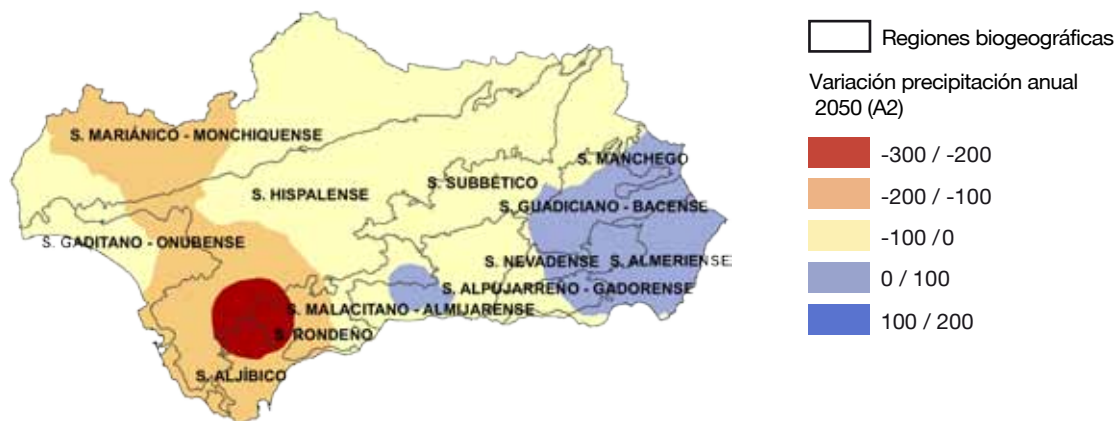 S. MARIÁNICO - MONCHIQUENSE
S. MANCHEGO
S. SUBBÉTICO
S. HISPALENSE
S. GUADICIANO - BACENSE
S. GADITANO - ONUBENSE
S. NEVADENSE
S. ALMERIENSE
S. ALPUJARREÑO - GADORENSE
S. MALACITANO - ALMIJARENSE
S. RONDEÑO
S. ALJÍBICO
Regiones biogeográficas
Variación precipitación anual
2050 (A2)
-300 / -200
-200 / -100
-100 /0
0 / 100
100 / 200